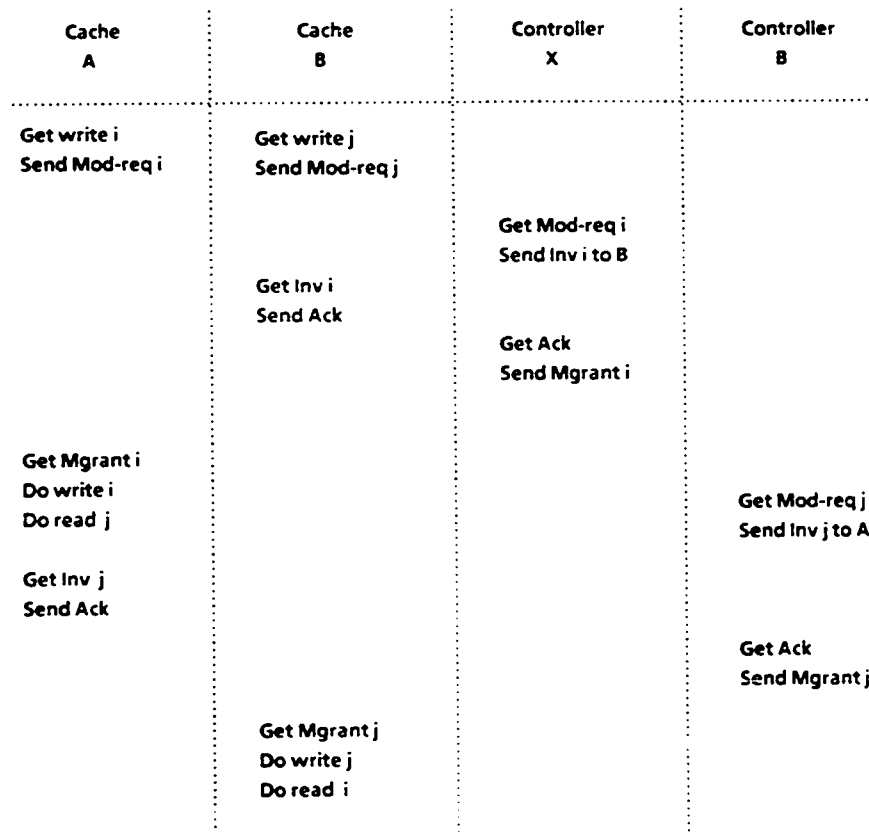 Cache
A
Cache
B
Controller
X
Controller
B
Get write i
Send Mod-req i
Get write j
Send Mod-req j
Get Mod-req i
Send Inv i to B
Get Inv i
Send Ack
Get Ack
Send Mgrant i
Get Mgrant i
Do write i
Do read j
Get Mod-req j
Send Inv j to A
Get Inv j
Send Ack
Get Ack
Send Mgrant j
Get Mgrant j
Do write j
Do read i